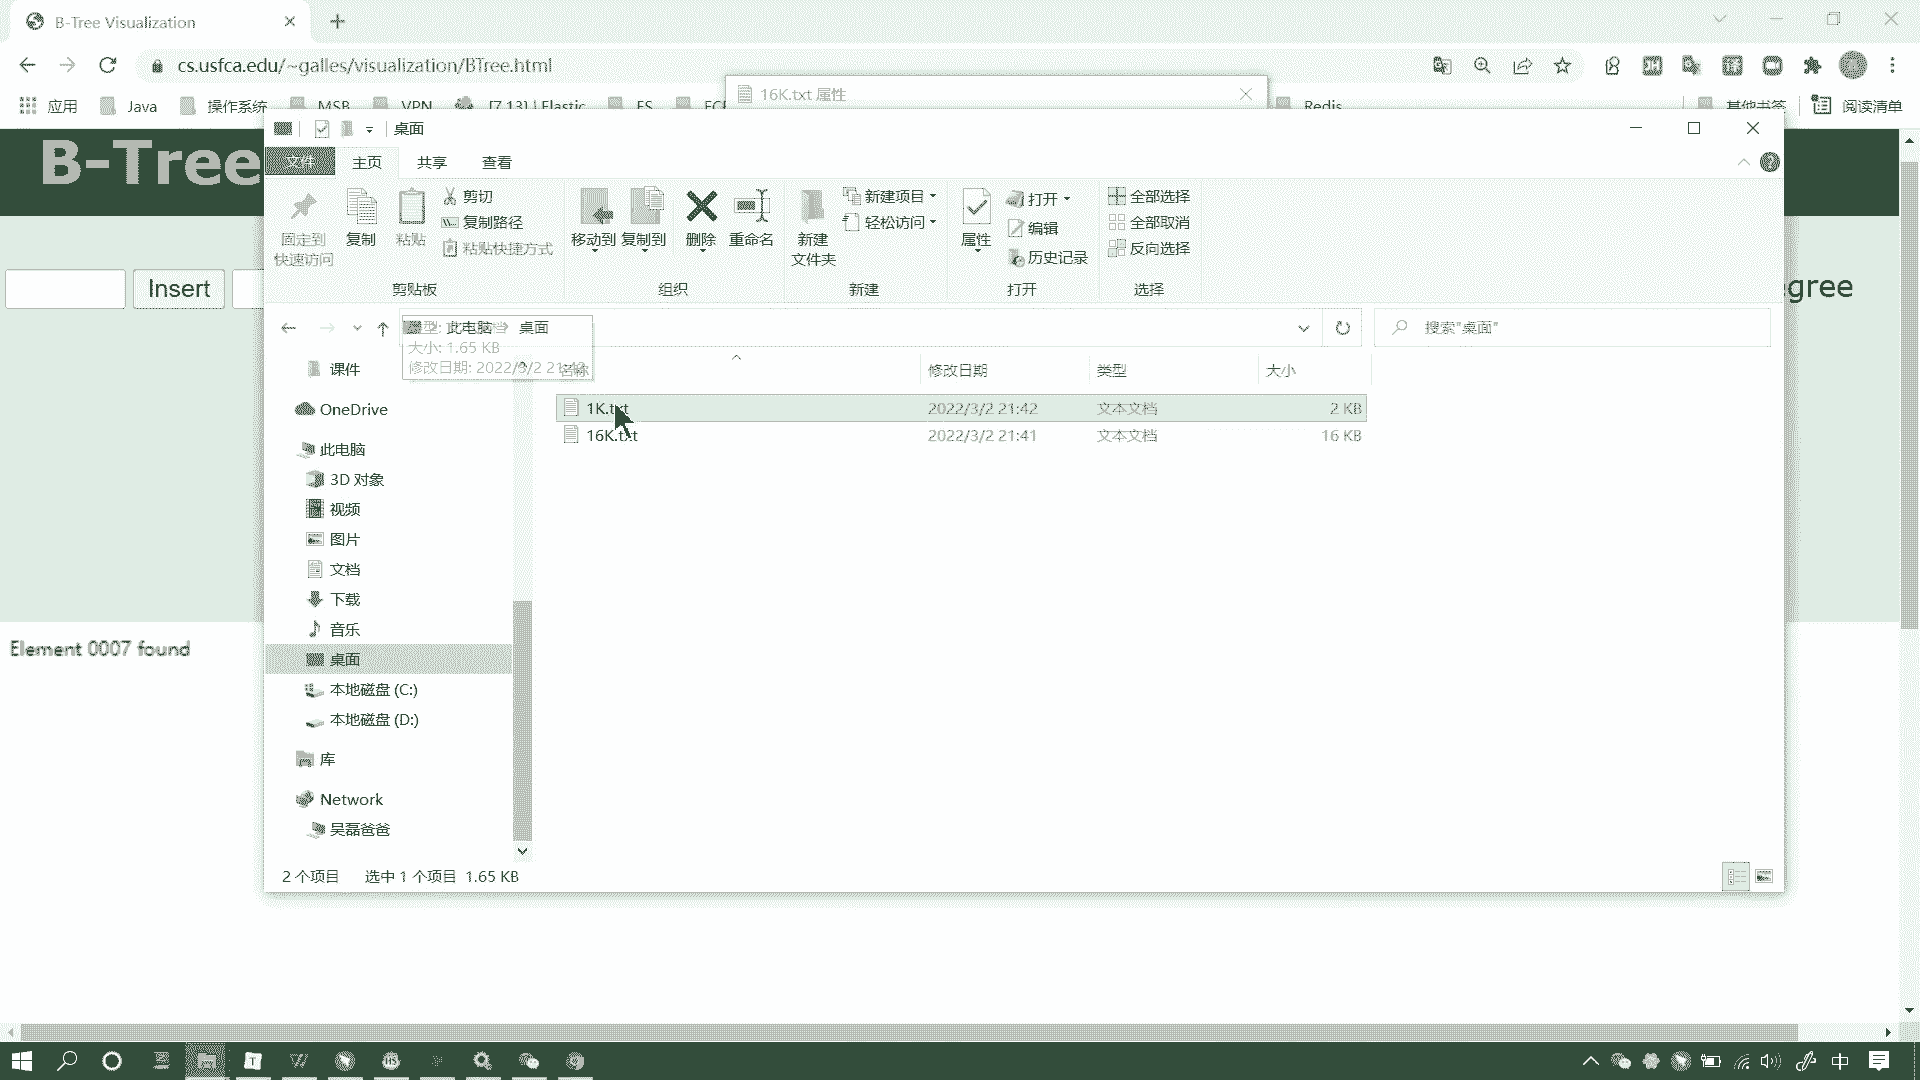 B-Tree Visualization
cs.usfca.edu/~galles/visualization/BTree.html
应用
Java
操作系统
MSB
VPN
[7.13] | Elastic
ES
Redis
其他书签
阅读清单
16K.txt 属性
B-Tree
桌面
文件
主页
共享
查看
固定到
快速访问
复制
粘贴
剪切
复制路径
粘贴快捷方式
移动到
复制到
删除
重命名
新建
文件夹
新建项目
轻松访问
属性
打开
编辑
历史记录
全部选择
全部取消
反向选择
剪贴板
组织
新建
打开
选择
Insert
gree
此电脑
桌面
搜索"桌面"
大小: 1.65 KB
修改日期: 2022/3/2 21:42
名称
修改日期
类型
大小
1K.txt
2022/3/2 21:42
文本文档
2 KB
16K.txt
2022/3/2 21:41
文本文档
16 KB
课件
OneDrive
此电脑
3D 对象
视频
图片
文档
下载
音乐
桌面
本地磁盘 (C:)
本地磁盘 (D:)
库
Network
吴磊爸爸
Element 0007 found
2 个项目
选中 1 个项目 1.65 KB
中